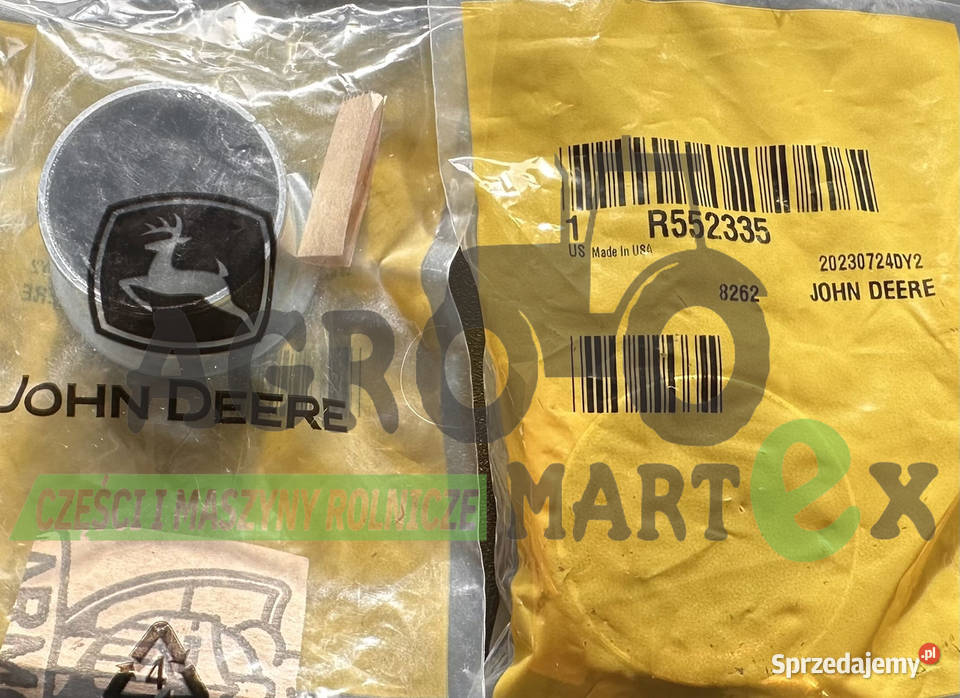 JOHN DEERE
4
1 R552335
US Made In USA
20230724DY2
8262 JOHN DEERE
AGRO
MARTeX
CZĘŚCI I MASZYNY ROLNICZE
Sprzedajemy.pl